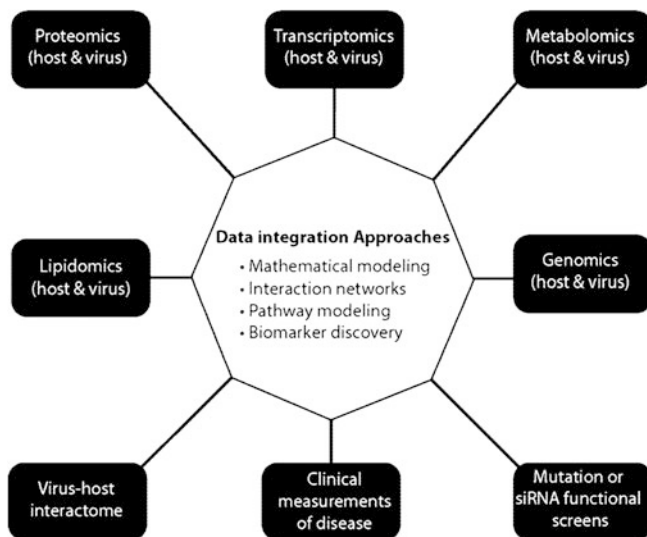 Proteomics
(host & virus)
Transcriptomics
(host & virus)
Metabolomics
(host & virus)
Data integration Approaches
• Mathematical modeling
• Interaction networks
• Pathway modeling
• Biomarker discovery
Lipidomics
(host & virus)
Genomics
(host & virus)
Virus-host
interactome
Clinical
measurements
of disease
Mutation or
siRNA functional
screens